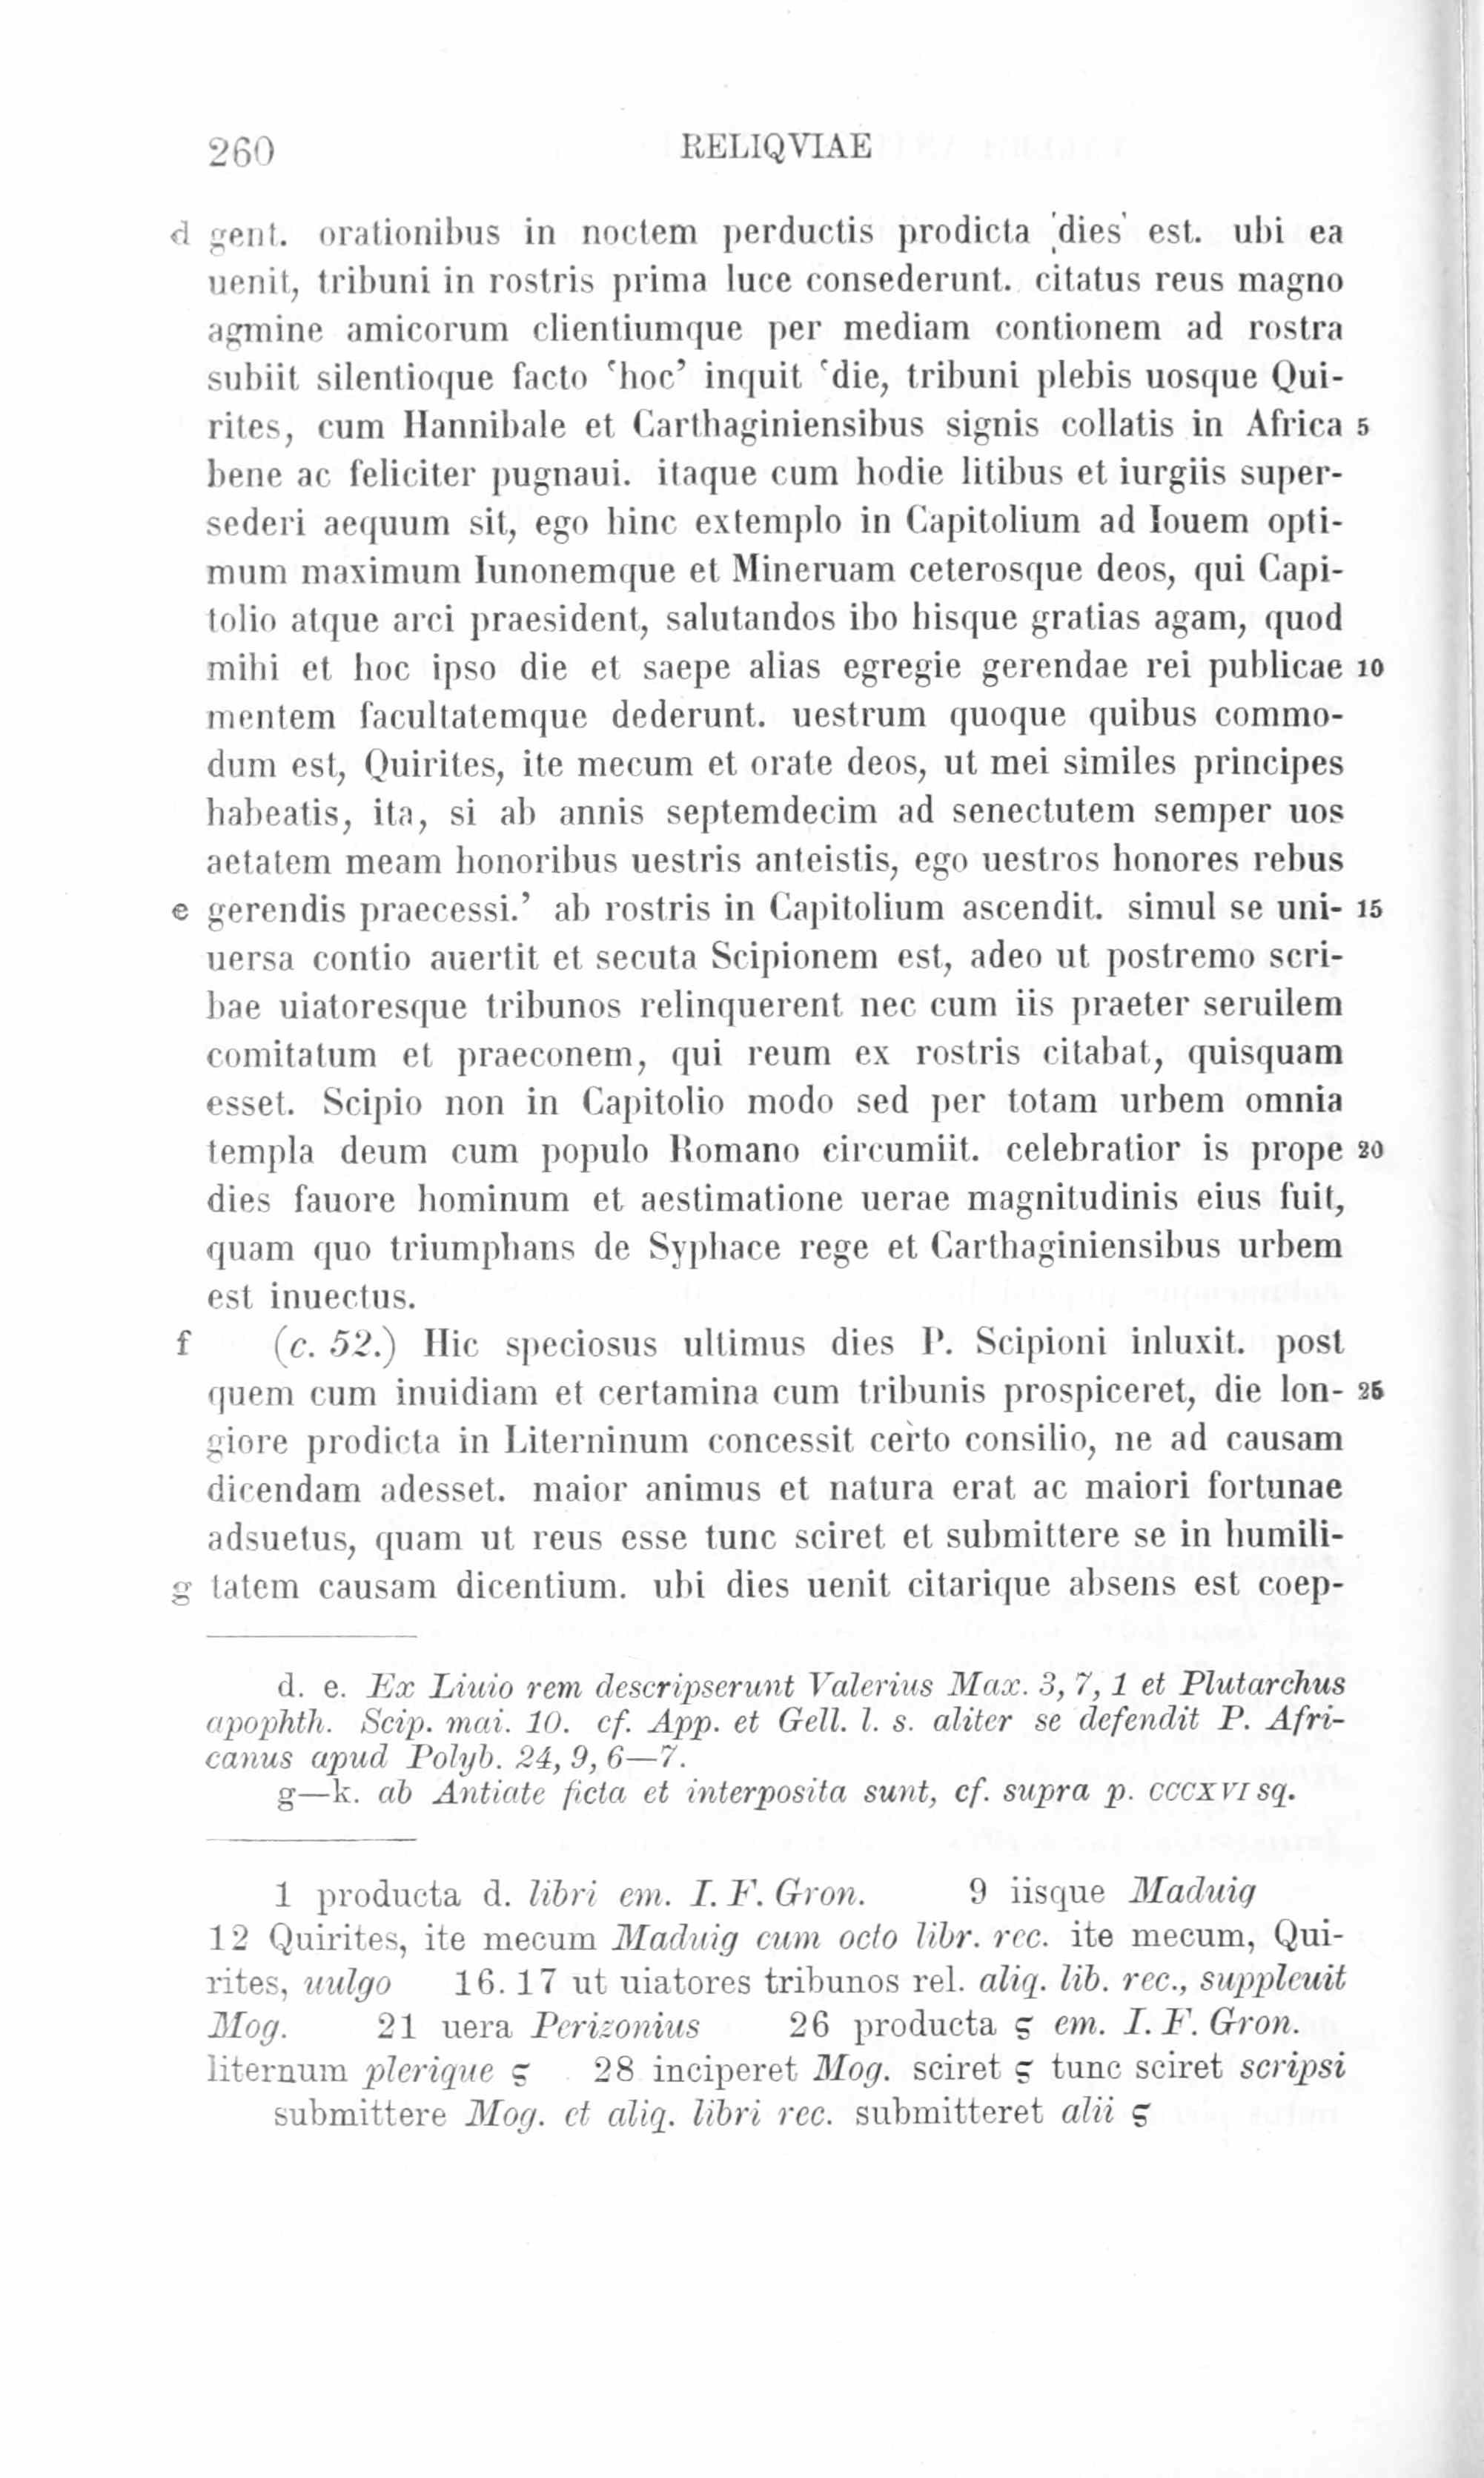 260 RELIQVIAE
d gent. orationibus in noctem perductis prodicta 'dies' est. ubi ea
uenit, tribuni in rostris prima luce consederunt. citatus reus magno
agmine amicorum clientiumque per mediam contionem ad rostra
subiit silentioque facto ‘hoc’ inquit ‘die, tribuni plebis uosque Qui-
rites, cum Hannibale et Carthaginiensibus signis collatis in Africa 5
bene ac feliciter pugnaui. itaque cum hodie litibus et iurgiis super-
sederi aequum sit, ego hinc extemplo in Capitolium ad Iouem opti-
mum maximum Iunonemque et Mineruam ceterosque deos, qui Capi-
tolio atque arci praesident, salutandos ibo hisque gratias agam, quod
mihi et hoc ipso die et saepe alias egregie gerendae rei publicae 10
mentem facultatemque dederunt. uestrum quoque quibus commo-
dum est, Quirites, ite mecum et orate deos, ut mei similes principes
habeatis, ita, si ab annis septemdecim ad senectutem semper uos
aetatem meam honoribus uestris anteistis, ego uestros honores rebus
e gerendis praecessi.’ ab rostris in Capitolium ascendit. simul se uni- 15
uersa contio auertit et secuta Scipionem est, adeo ut postremo scri-
bae uiatoresque tribunos relinquerent nec cum iis praeter seruilem
comitatum et praeconem, qui reum ex rostris citabat, quisquam
esset. Scipio non in Capitolio modo sed per totam urbem omnia
templa deum cum populo Romano circumiit. celebratior is prope 20
dies fauore hominum et aestimatione uerae magnitudinis eius fuit,
quam quo triumphans de Syphace rege et Carthaginiensibus urbem
est inuectus.
f (c. 52.) Hic speciosus ultimus dies P. Scipioni inluxit. post
quem cum inuidiam et certamina cum tribunis prospiceret, die lon- 25
giore prodicta in Literninum concessit certo consilio, ne ad causam
dicendam adesset. maior animus et natura erat ac maiori fortunae
adsuetus, quam ut reus esse tunc sciret et submittere se in humili-
g tatem causam dicentium. ubi dies uenit citarique absens est coep-
d. e. Ex Liuio rem descripserunt Valerius Max. 3, 7, 1 et Plutarchus
apophth. Scip. mai. 10. cf. App. et Gell. l. s. aliter se defendit P. Afri-
canus apud Polyb. 24, 9, 6—7.
g—k. ab Antiate ficta et interposita sunt, cf. supra p. CCCXVI sq.
1 producta d. libri em. I. F. Gron. 9 iisque Maduig
12 Quirites, ite mecum Maduig cum octo libr. rec. ite mecum, Qui-
rites, uulgo 16. 17 ut uiatores tribunos rel. aliq. lib. rec., suppleuit
Mog. 21 uera Perizonius 26 producta ς em. I. F. Gron.
liternum plerique ς 28 inciperet Mog. sciret ς tunc sciret scripsi
submittere Mog. et aliq. libri rec. submitteret alii ς